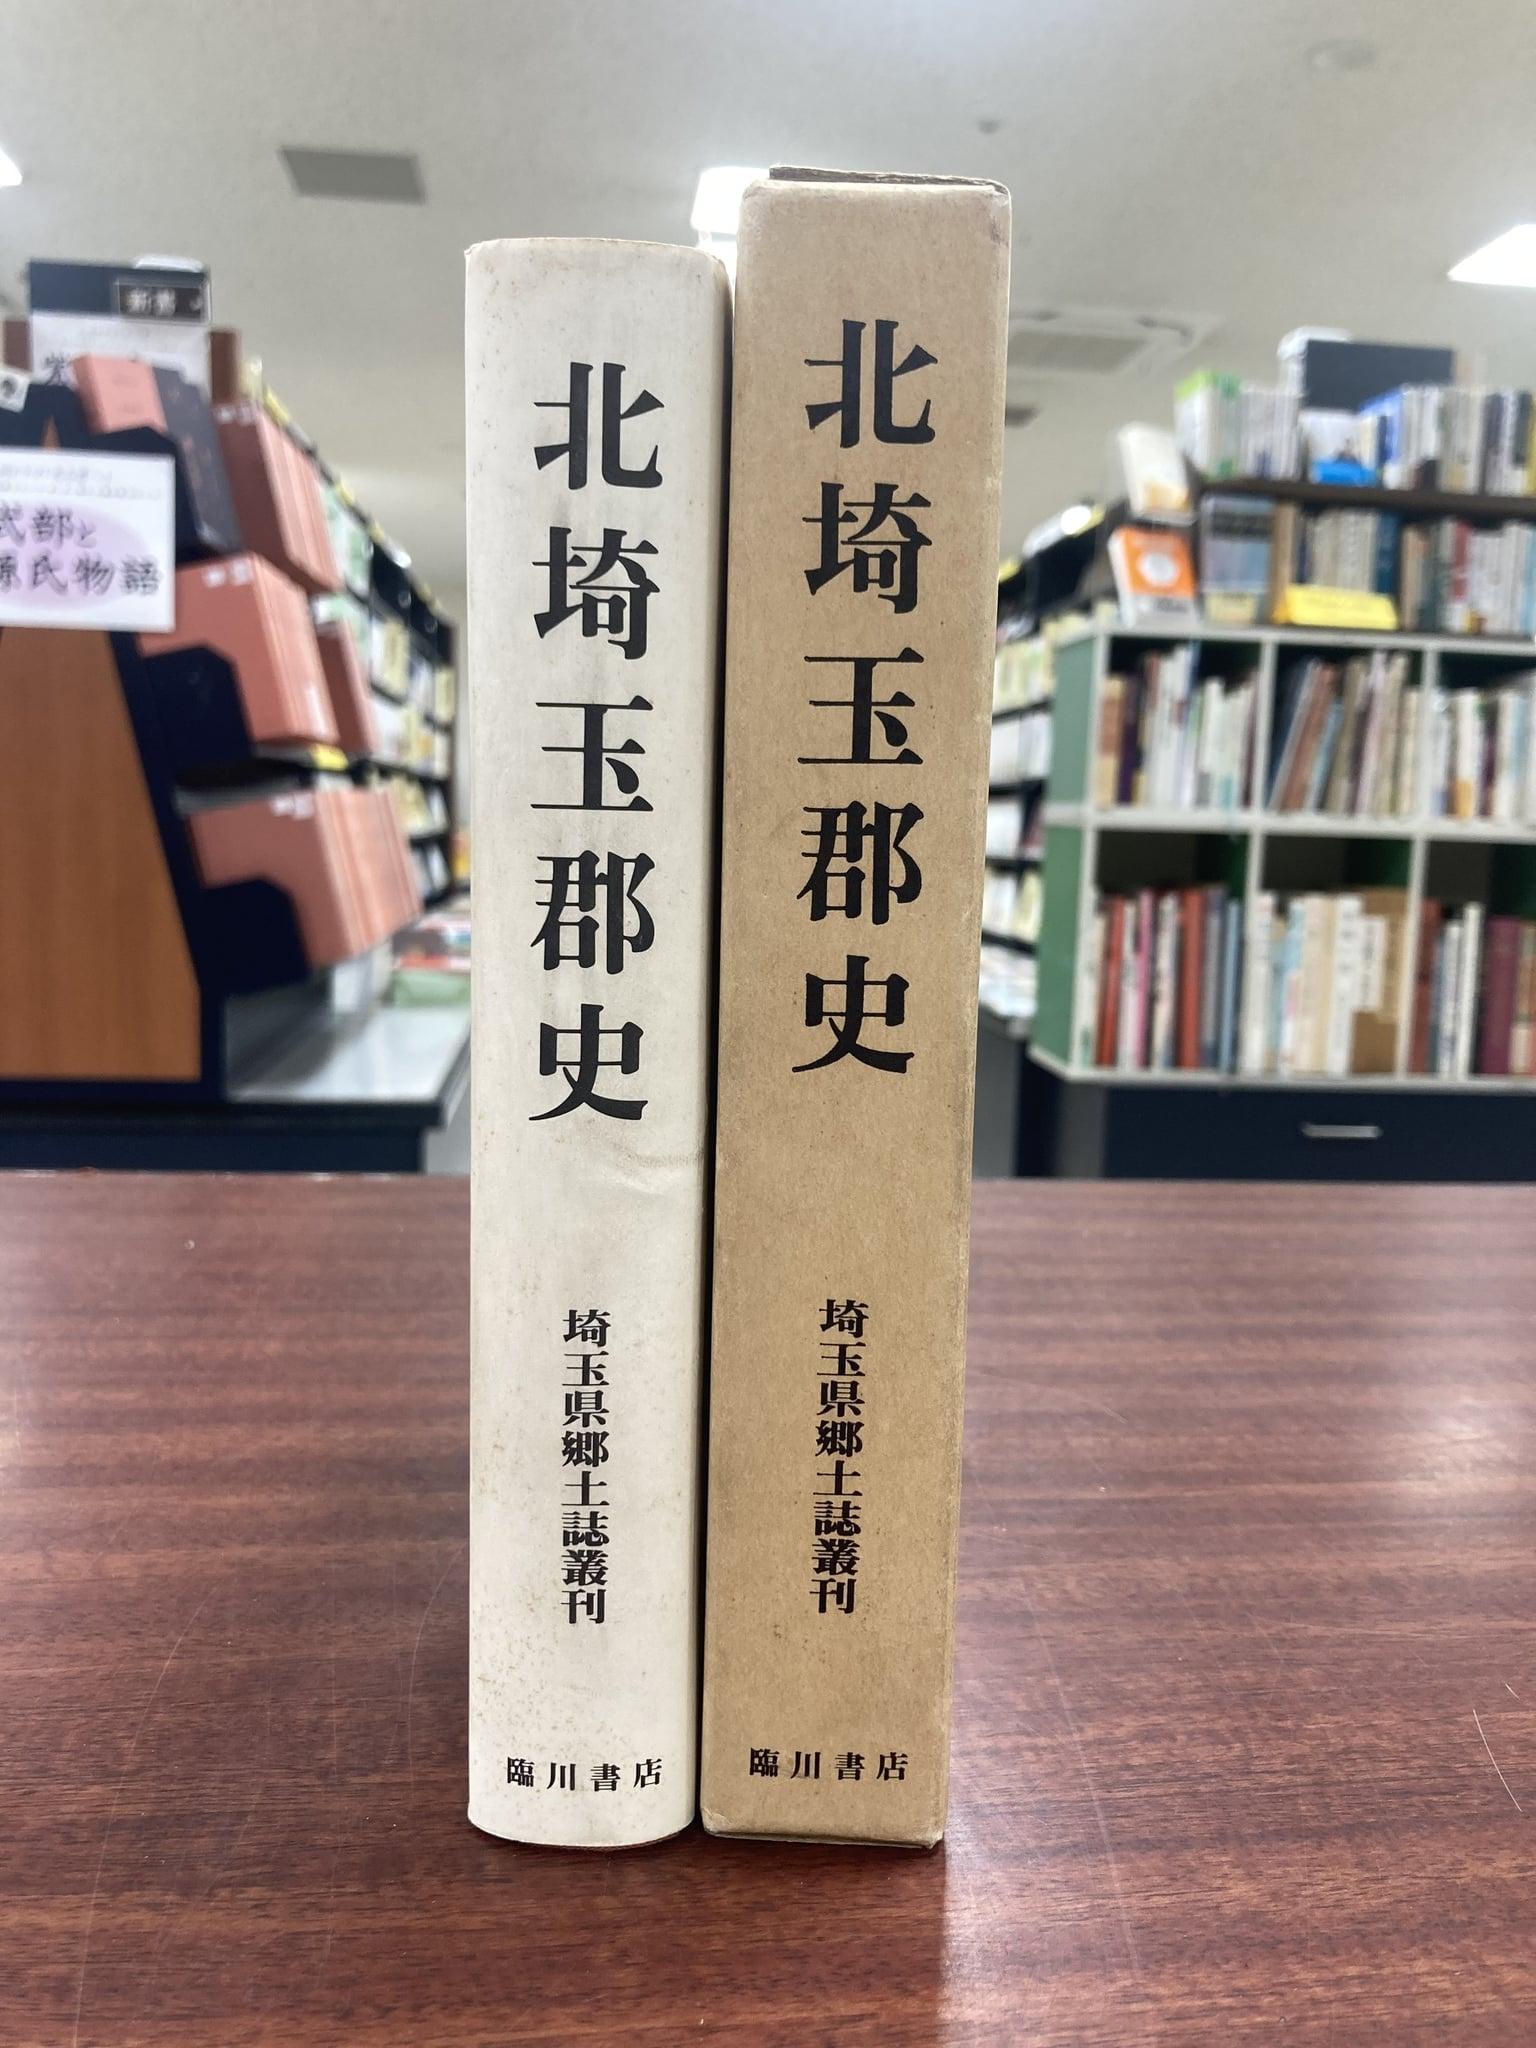 北埼玉郡史
埼玉県郷土誌叢刊
臨川書店
北埼玉郡史
埼玉県郷土誌叢刊
臨川書店
新書
式部と
源氏物語